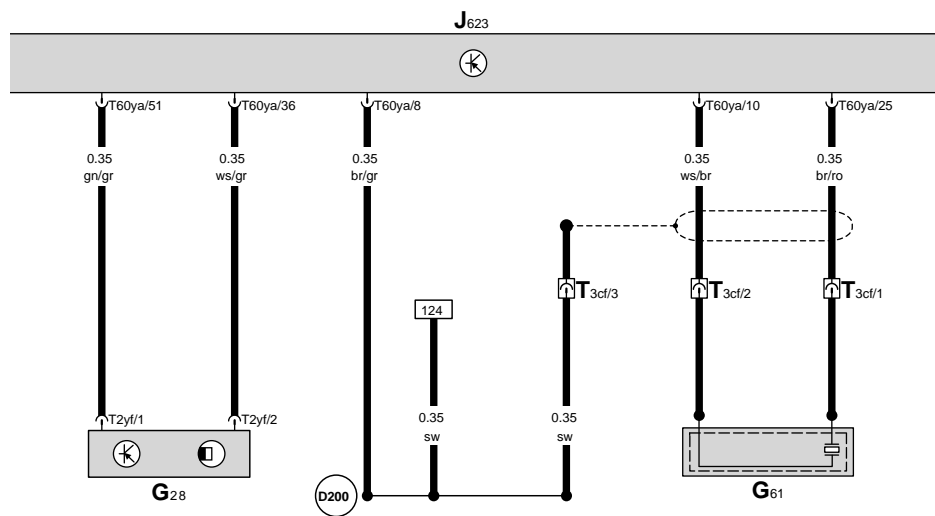 J623
T60ya/51 T60ya/36 T60ya/8 T60ya/10 T60ya/25
0.35 0.35 0.35 0.35 0.35
gn/gr ws/gr br/gr ws/br br/ro
T3cf/3 T3cf/2 T3cf/1
124
T2yf/1 T2yf/2 0.35 0.35
sw sw
G28 D200 G61